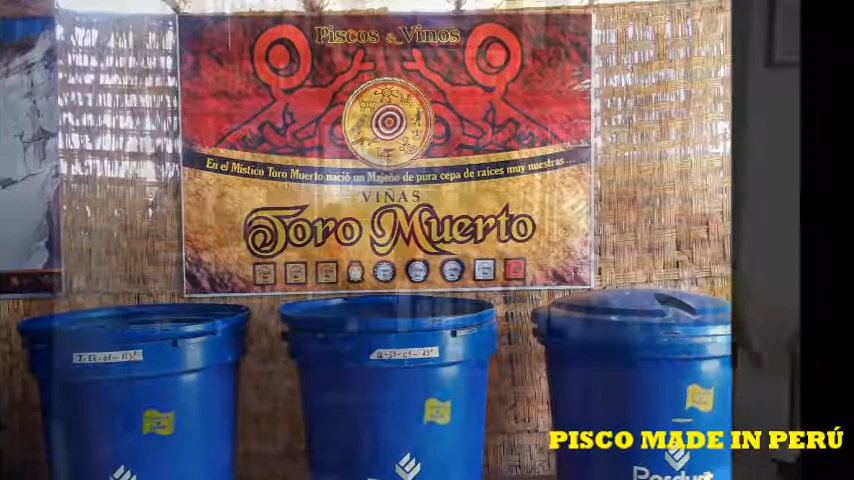 Piscos & Vinos
En el Místico Toro Muerto nació un Majeño de pura cepa de raíces muy nuestras...
VIÑAS
Toro Muerto
PISCO MADE IN PERÚ